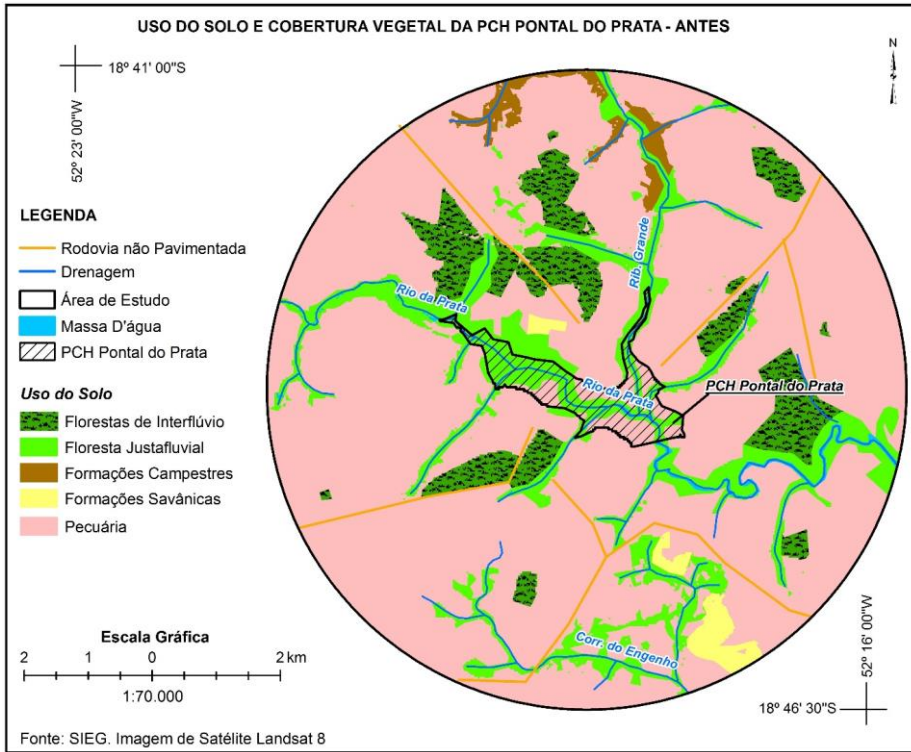 USO DO SOLO E COBERTURA VEGETAL DA PCH PONTAL DO PRATA - ANTES
18º 41' 00"S
52º 23' 00"W
N
LEGENDA
Rodovia não Pavimentada
Drenagem
Área de Estudo
Massa D'água
PCH Pontal do Prata
Uso do Solo
Florestas de Interflúvio
Floresta Justafluvial
Formações Campestres
Formações Savânicas
Pecuária
Rib. Grande
Rio da Prata
Rio da Prata
PCH Pontal do Prata
Corr. do Engenho
Escala Gráfica
2 1 0 2 km
1:70.000
52º 16' 00"W
18º 46' 30"S
Fonte: SIEG. Imagem de Satélite Landsat 8